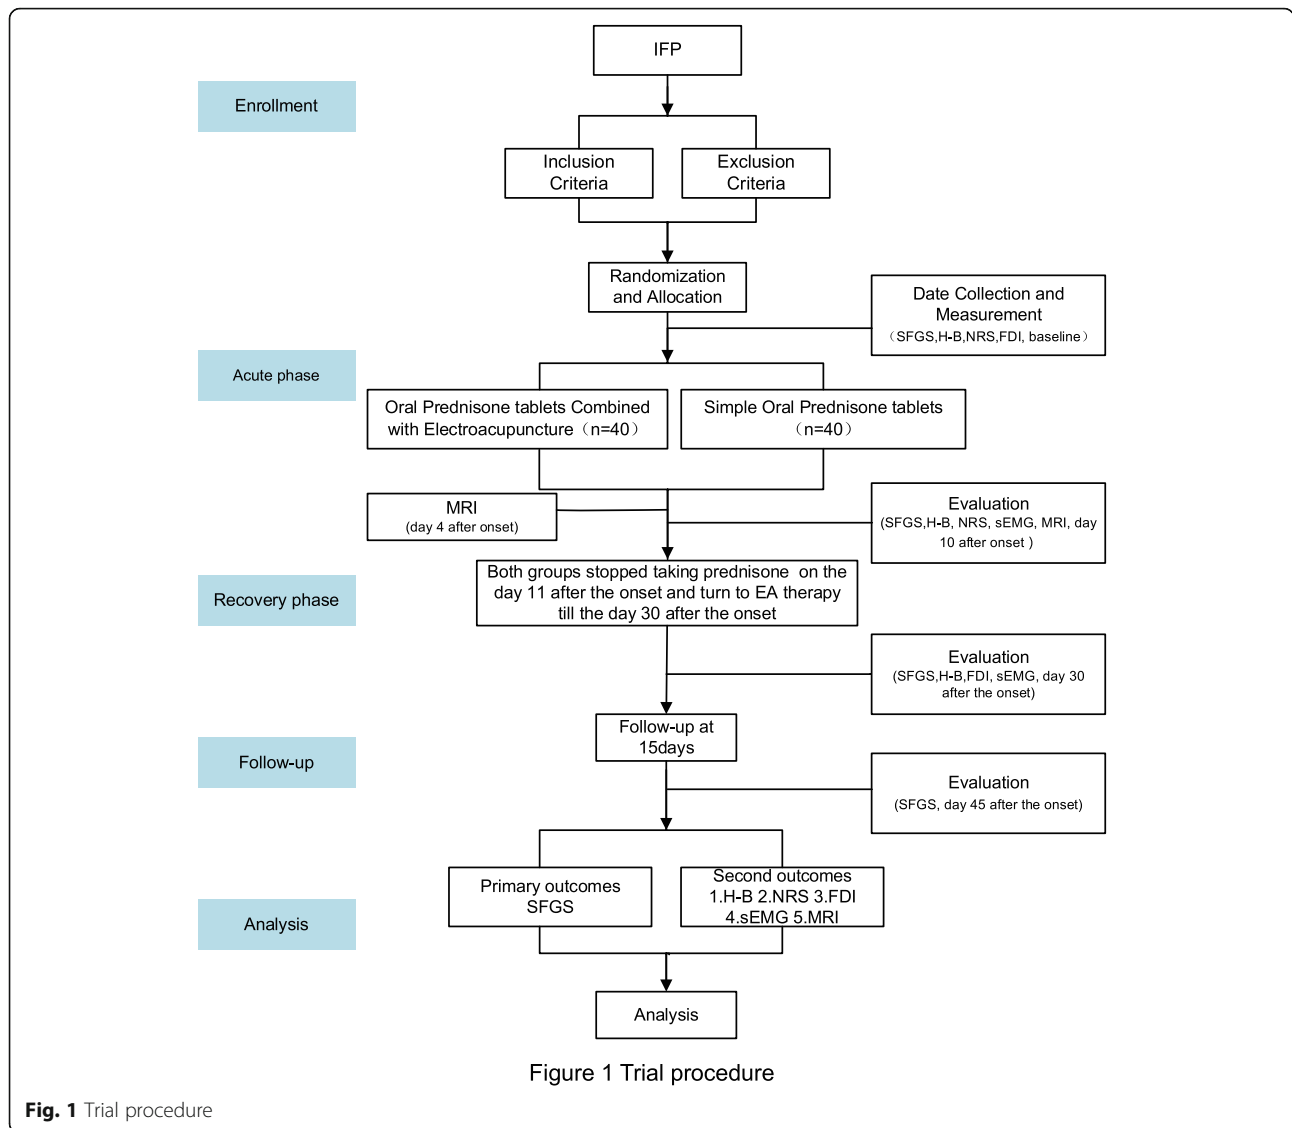 IFP
Enrollment
Inclusion
Criteria
Exclusion
Criteria
Randomization
and Allocation
Date Collection and
Measurement
（SFGS,H-B,NRS,FDI, baseline）
Acute phase
Oral Prednisone tablets Combined
with Electroacupuncture（n=40）
Simple Oral Prednisone tablets
（n=40）
MRI
(day 4 after onset)
Evaluation
(SFGS,H-B, NRS, sEMG, MRI, day
10 after onset )
Recovery phase
Both groups stopped taking prednisone on the
day 11 after the onset and turn to EA therapy
till the day 30 after the onset
Evaluation
(SFGS,H-B,FDI, sEMG, day 30
after the onset)
Follow-up at
15days
Follow-up
Evaluation
(SFGS, day 45 after the onset)
Primary outcomes
SFGS
Second outcomes
1.H-B 2.NRS 3.FDI
4.sEMG 5.MRI
Analysis
Analysis
Figure 1 Trial procedure
Fig. 1 Trial procedure